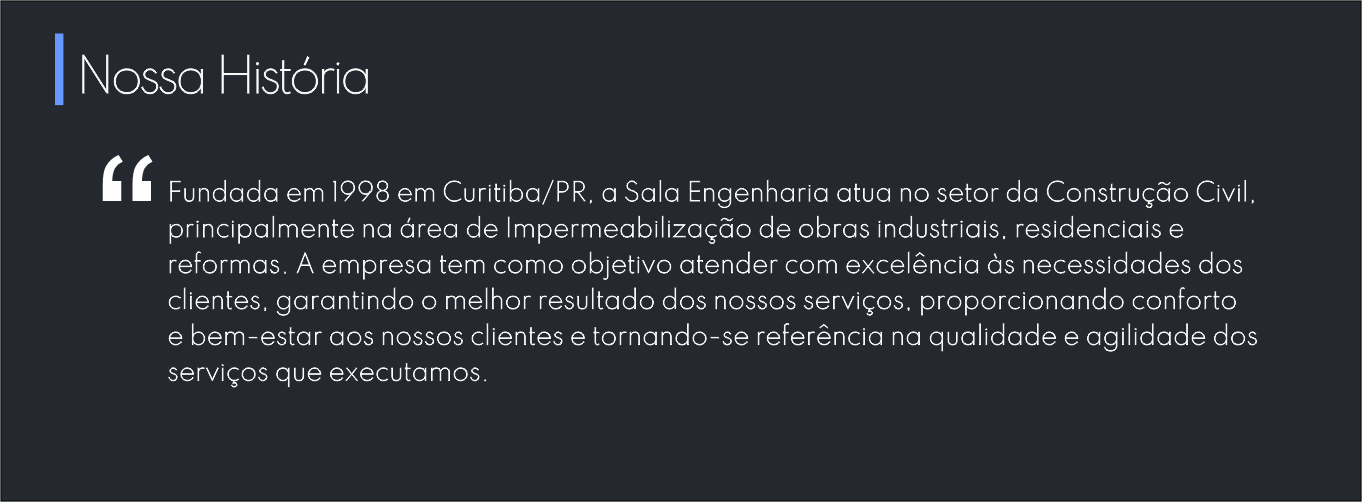 Nossa História
“
Fundada em 1998 em Curitiba/PR, a Sala Engenharia atua no setor da Construção Civil,
principalmente na área de Impermeabilização de obras industriais, residenciais e
reformas. A empresa tem como objetivo atender com excelência às necessidades dos
clientes, garantindo o melhor resultado dos nossos serviços, proporcionando conforto
e bem-estar aos nossos clientes e tornando-se referência na qualidade e agilidade dos
serviços que executamos.